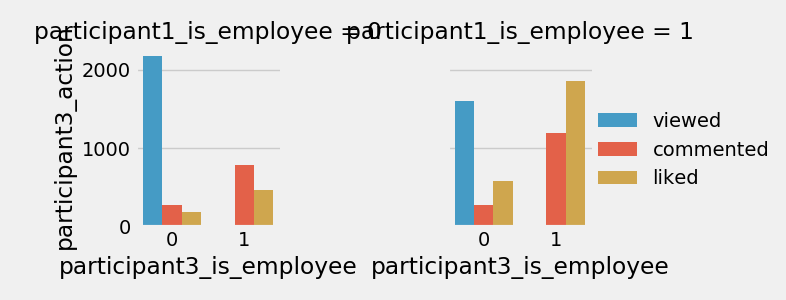 participant1_is_employee = 0
participant1_is_employee = 1
participant3_action
2000
1000
0
0
1
0
1
participant3_is_employee
participant3_is_employee
viewed
commented
liked